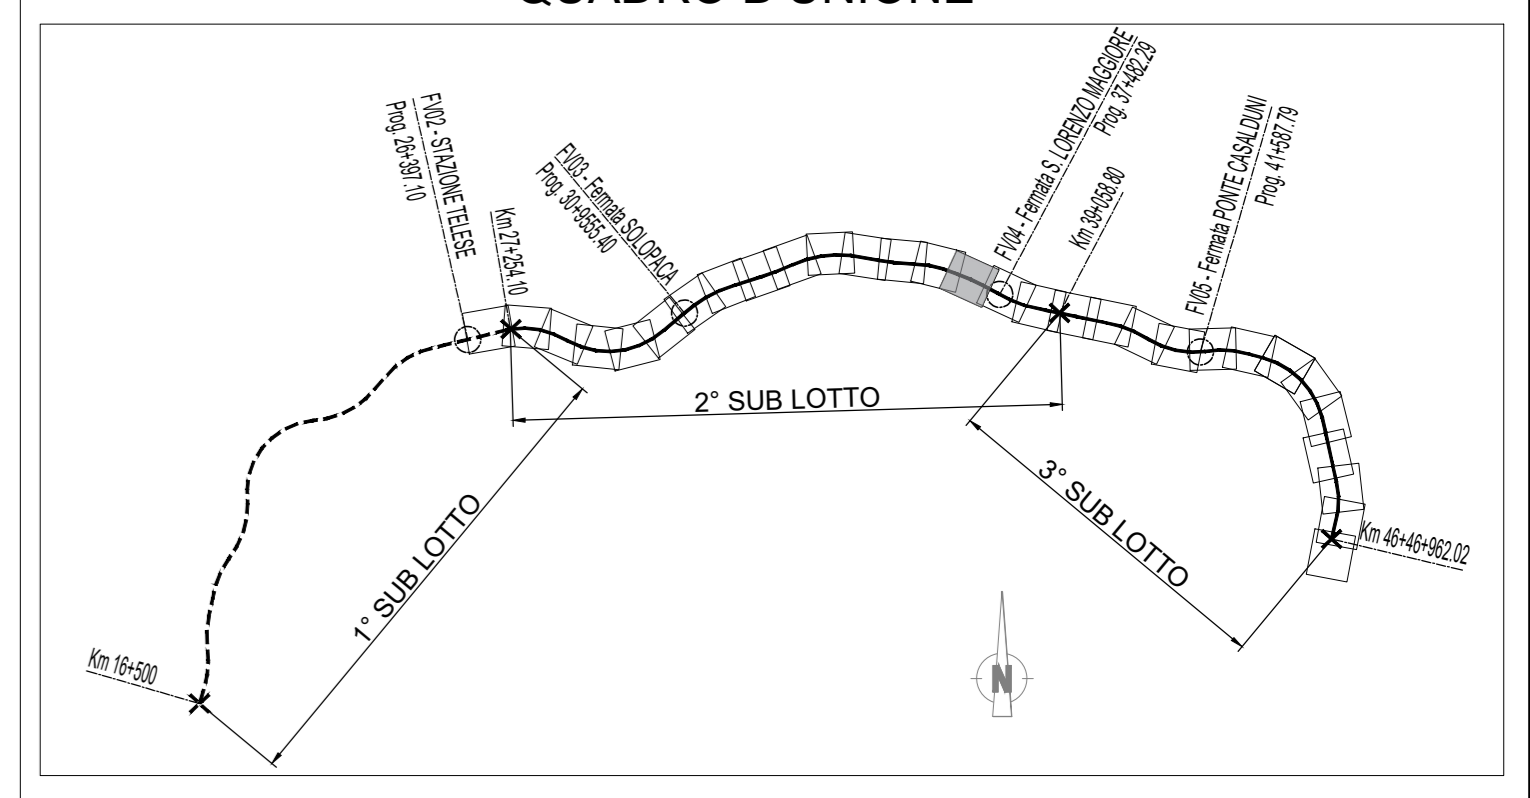 QUADRO D'UNIONE
FV02 - STAZIONE TELESE
Prog. 26+397.10
Km 27+254.10
FV03 - Fermata SOLOPACA
Prog. 30+9555.40
FV04 - Fermata S. LORENZO MAGGIORE
Prog. 37+482.29
Km 39+058.80
FV05 - Fermata PONTE CASALDUNI
Prog. 41+587.79
2° SUB LOTTO
1° SUB LOTTO
3° SUB LOTTO
Km 46+46+962.02
Km 16+500
N